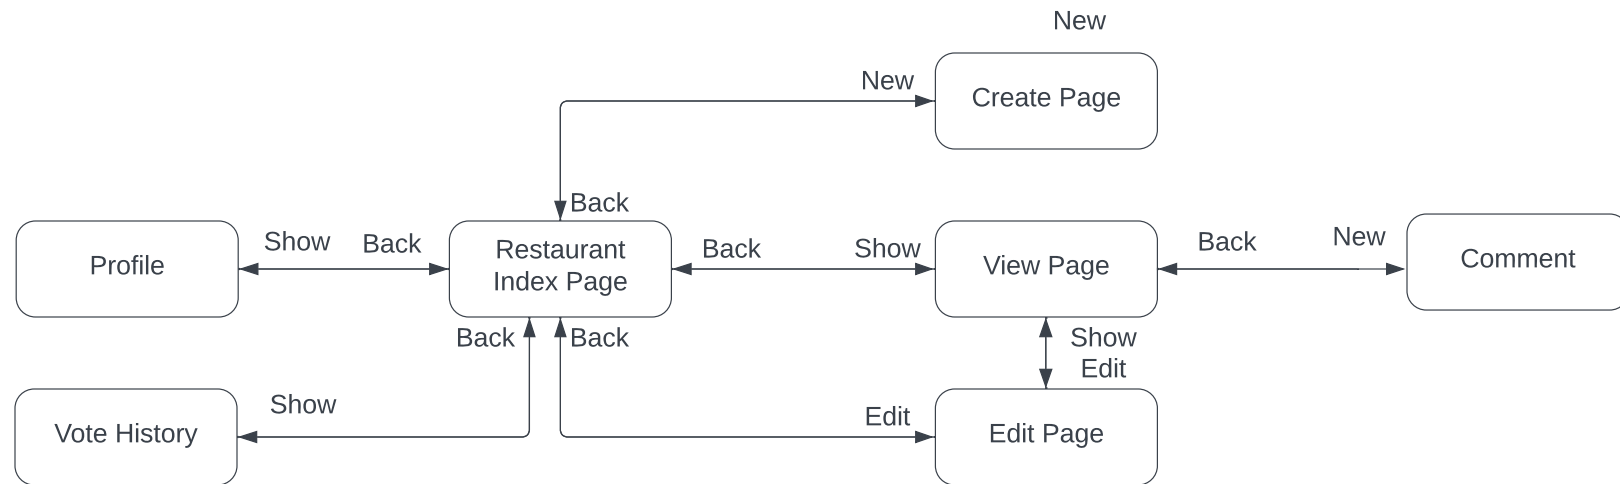 New
New
Create Page
Back
Profile
Show
Back
Restaurant
Index Page
Back
Show
View Page
Back
New
Comment
Back
Back
Show
Edit
Vote History
Show
Edit
Edit Page